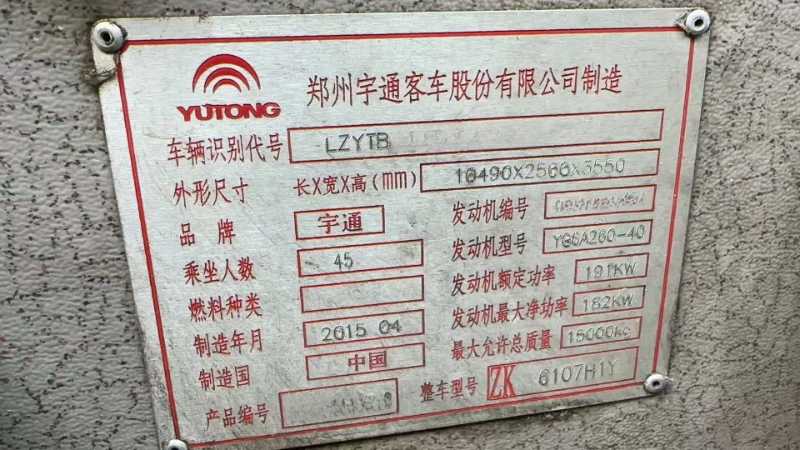 YUTONG
郑州宇通客车股份有限公司制造
车辆识别代号 LZYTB
外形尺寸 长X宽X高(mm) 10490X2500X3550
品牌 宇通 发动机编号
乘坐人数 45 发动机型号 YC6A260-40
燃料种类 发动机额定功率 191KW
制造年月 2015 04 发动机最大净功率 182KW
制造国 中国 最大允许总质量 15000KG
产品编号 整车型号 ZK 6107H1Y